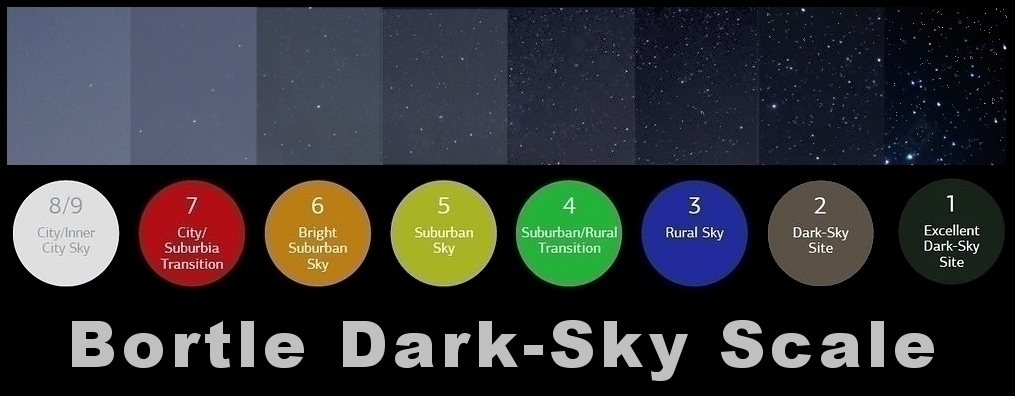 8/9
City/Inner
City Sky
7
City/
Suburbia
Transition
6
Bright
Suburban
Sky
5
Suburban
Sky
4
Suburban/Rural
Transition
3
Rural Sky
2
Dark-Sky
Site
1
Excellent
Dark-Sky
Site
Bortle Dark-Sky Scale